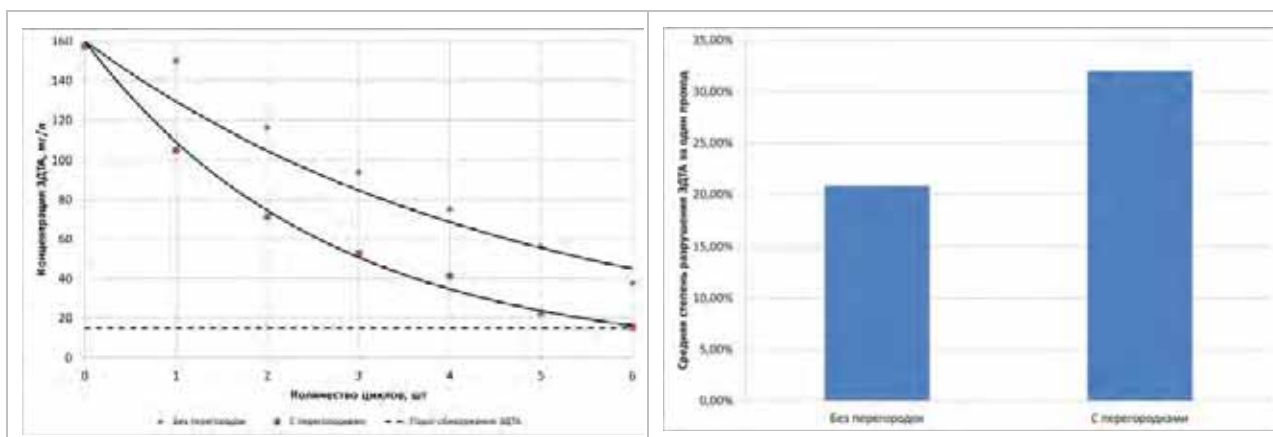 Концентрация ЭДТА, мг/л
160
140
120
100
80
60
40
20
0
0 1 2 3 4 5 6
Количество циклов, шт
Без перегородок С перегородками Порог обнаружения ЭДТА
Средняя степень разрушения ЭДТА за один проход
35,00%
30,00%
25,00%
20,00%
15,00%
10,00%
5,00%
0,00%
Без перегородок С перегородками